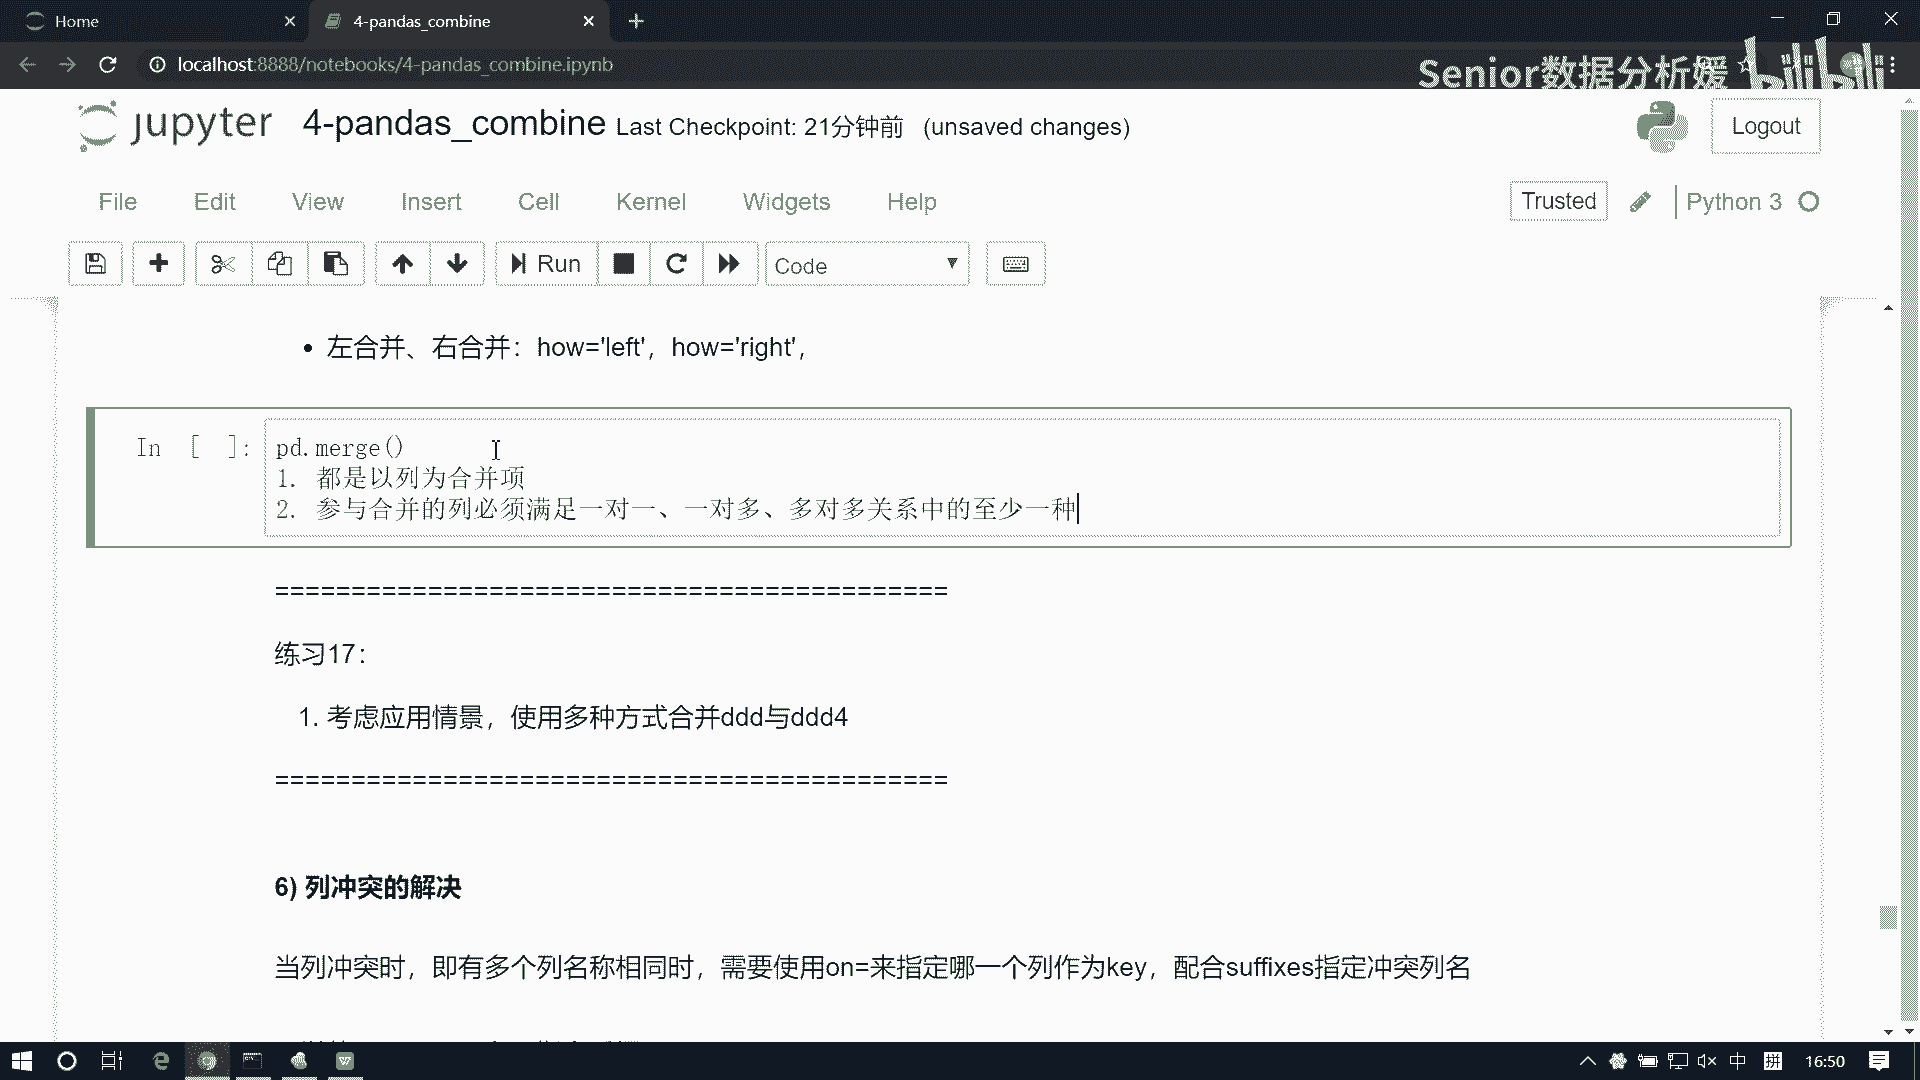 Home
4-pandas_combine
localhost:8888/notebooks/4-pandas_combine.ipynb
Senior数据分析媛
bilibili
jupyter
4-pandas_combine
Last Checkpoint: 21分钟前
(unsaved changes)
Logout
File
Edit
View
Insert
Cell
Kernel
Widgets
Help
Trusted
Python 3
Run
Code
左合并、右合并：how='left'，how='right'，
In [ ]:
pd.merge()
1. 都是以列为合并项
2. 参与合并的列必须满足一对一、一对多、多对多关系中的至少一种
============================================
练习17：
1. 考虑应用情景，使用多种方式合并ddd与ddd4
============================================
6) 列冲突的解决
当列冲突时，即有多个列名称相同时，需要使用on=来指定哪一个列作为key，配合suffixes指定冲突列名
中
拼
16:50